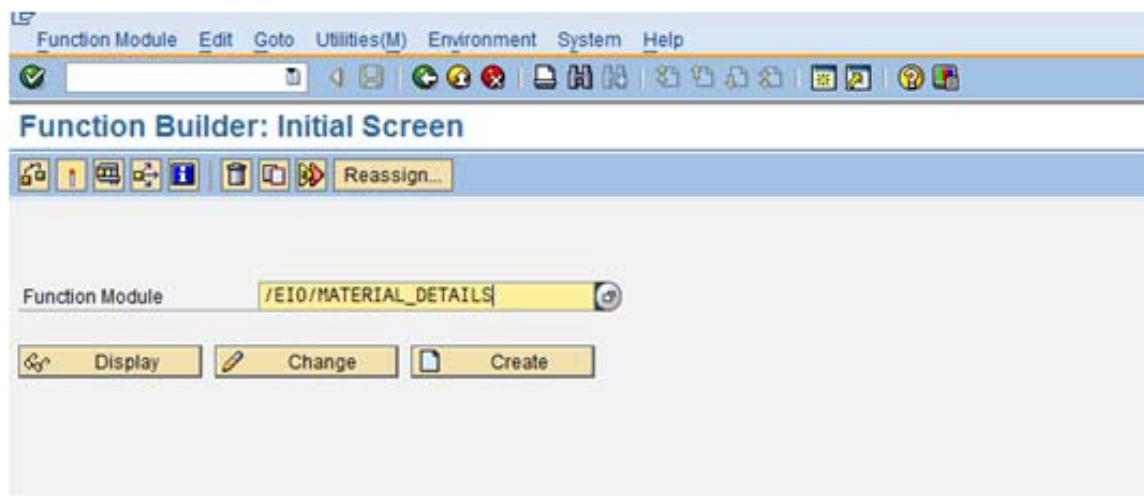 Function Module Edit Goto Utilities(M) Environment System Help
Function Builder: Initial Screen
Reassign...
Function Module /EIO/MATERIAL_DETAILS
Display Change Create